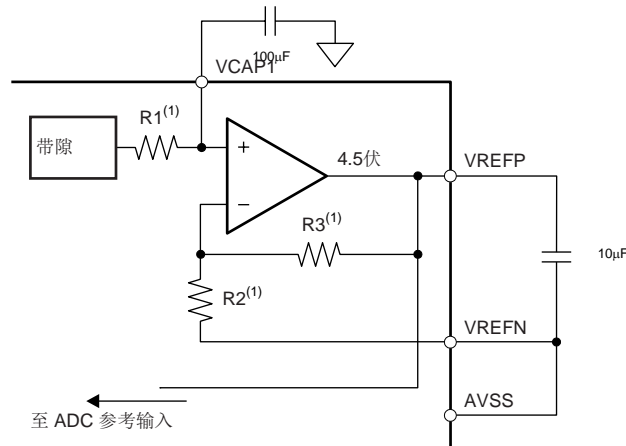 100μF
VCAP1
R1(1)
带隙
+
4.5伏
VREFP
−
R3(1)
10μF
R2(1)
VREFN
AVSS
至 ADC 参考输入